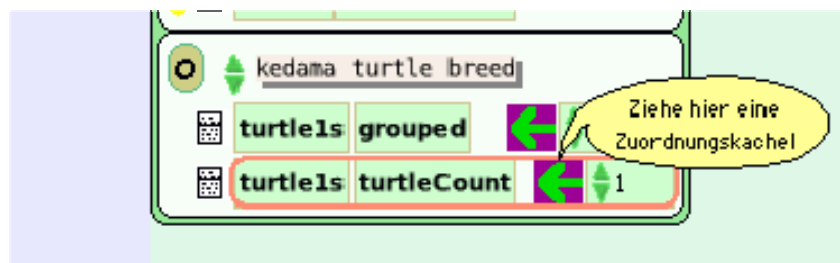 kedama turtle breed
turtle1s grouped
Ziehe hier eine
Zuordnungskachel
turtle1s turtleCount 1